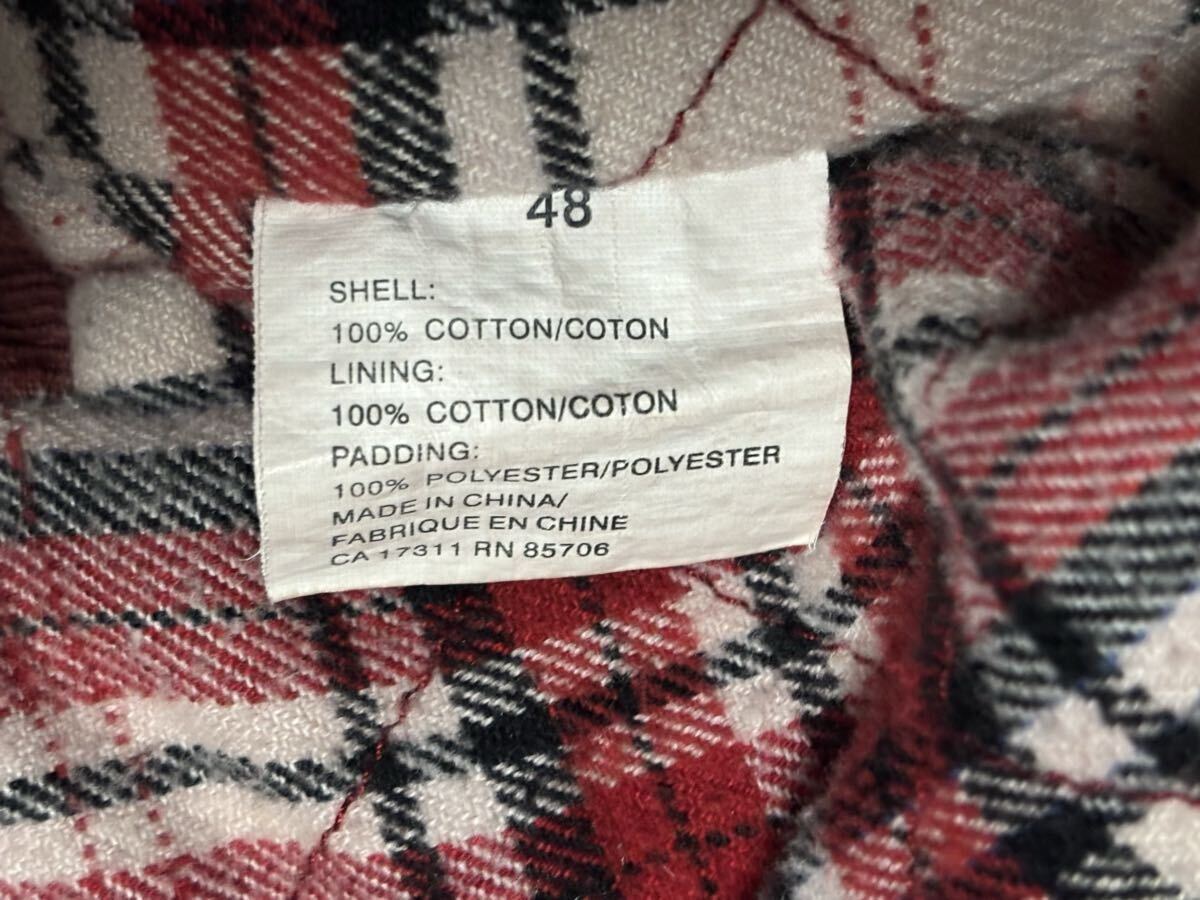 48
SHELL:
100% COTTON/COTON
LINING:
100% COTTON/COTON
PADDING:
100% POLYESTER/POLYESTER
MADE IN CHINA/
FABRIQUE EN CHINE
CA 17311 RN 85706